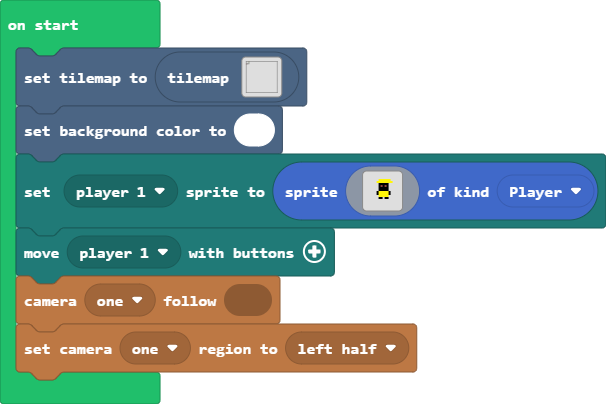 on start
set tilemap to tilemap
set background color to
set player 1 sprite to sprite of kind Player
move player 1 with buttons
camera one follow
set camera one region to left half